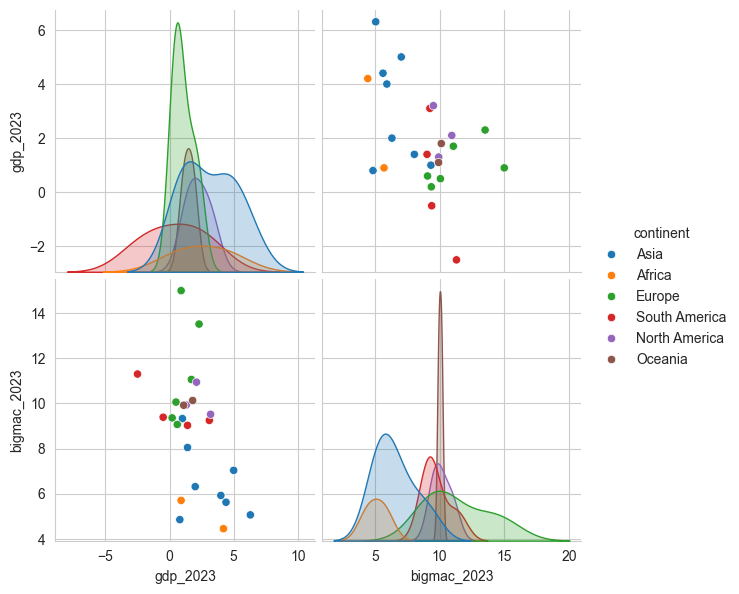 gdp_2023
6
4
2
0
−2
continent
Asia
Africa
Europe
South America
North America
Oceania
bigmac_2023
14
12
10
8
6
4
−5
0
5
10
gdp_2023
5
10
15
20
bigmac_2023